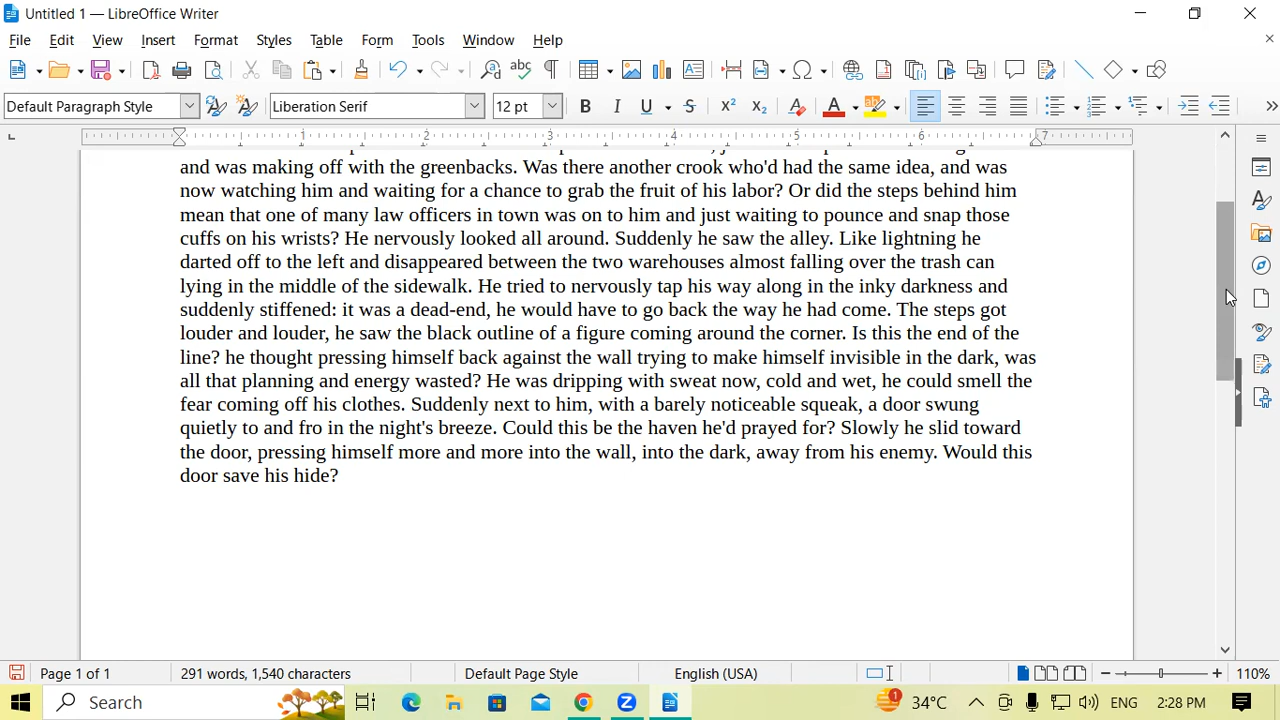 Untitled 1 — LibreOffice Writer
File Edit View Insert Format Styles Table Form Tools Window Help
Default Paragraph Style Liberation Serif 12 pt
1 2 3 4 5 6 7
and was making off with the greenbacks. Was there another crook who'd had the same idea, and was
now watching him and waiting for a chance to grab the fruit of his labor? Or did the steps behind him
mean that one of many law officers in town was on to him and just waiting to pounce and snap those
cuffs on his wrists? He nervously looked all around. Suddenly he saw the alley. Like lightning he
darted off to the left and disappeared between the two warehouses almost falling over the trash can
lying in the middle of the sidewalk. He tried to nervously tap his way along in the inky darkness and
suddenly stiffened: it was a dead-end, he would have to go back the way he had come. The steps got
louder and louder, he saw the black outline of a figure coming around the corner. Is this the end of the
line? he thought pressing himself back against the wall trying to make himself invisible in the dark, was
all that planning and energy wasted? He was dripping with sweat now, cold and wet, he could smell the
fear coming off his clothes. Suddenly next to him, with a barely noticeable squeak, a door swung
quietly to and fro in the night's breeze. Could this be the haven he'd prayed for? Slowly he slid toward
the door, pressing himself more and more into the wall, into the dark, away from his enemy. Would this
door save his hide?
Page 1 of 1 291 words, 1,540 characters Default Page Style English (USA) 110%
Search 1 34°C ENG 2:28 PM